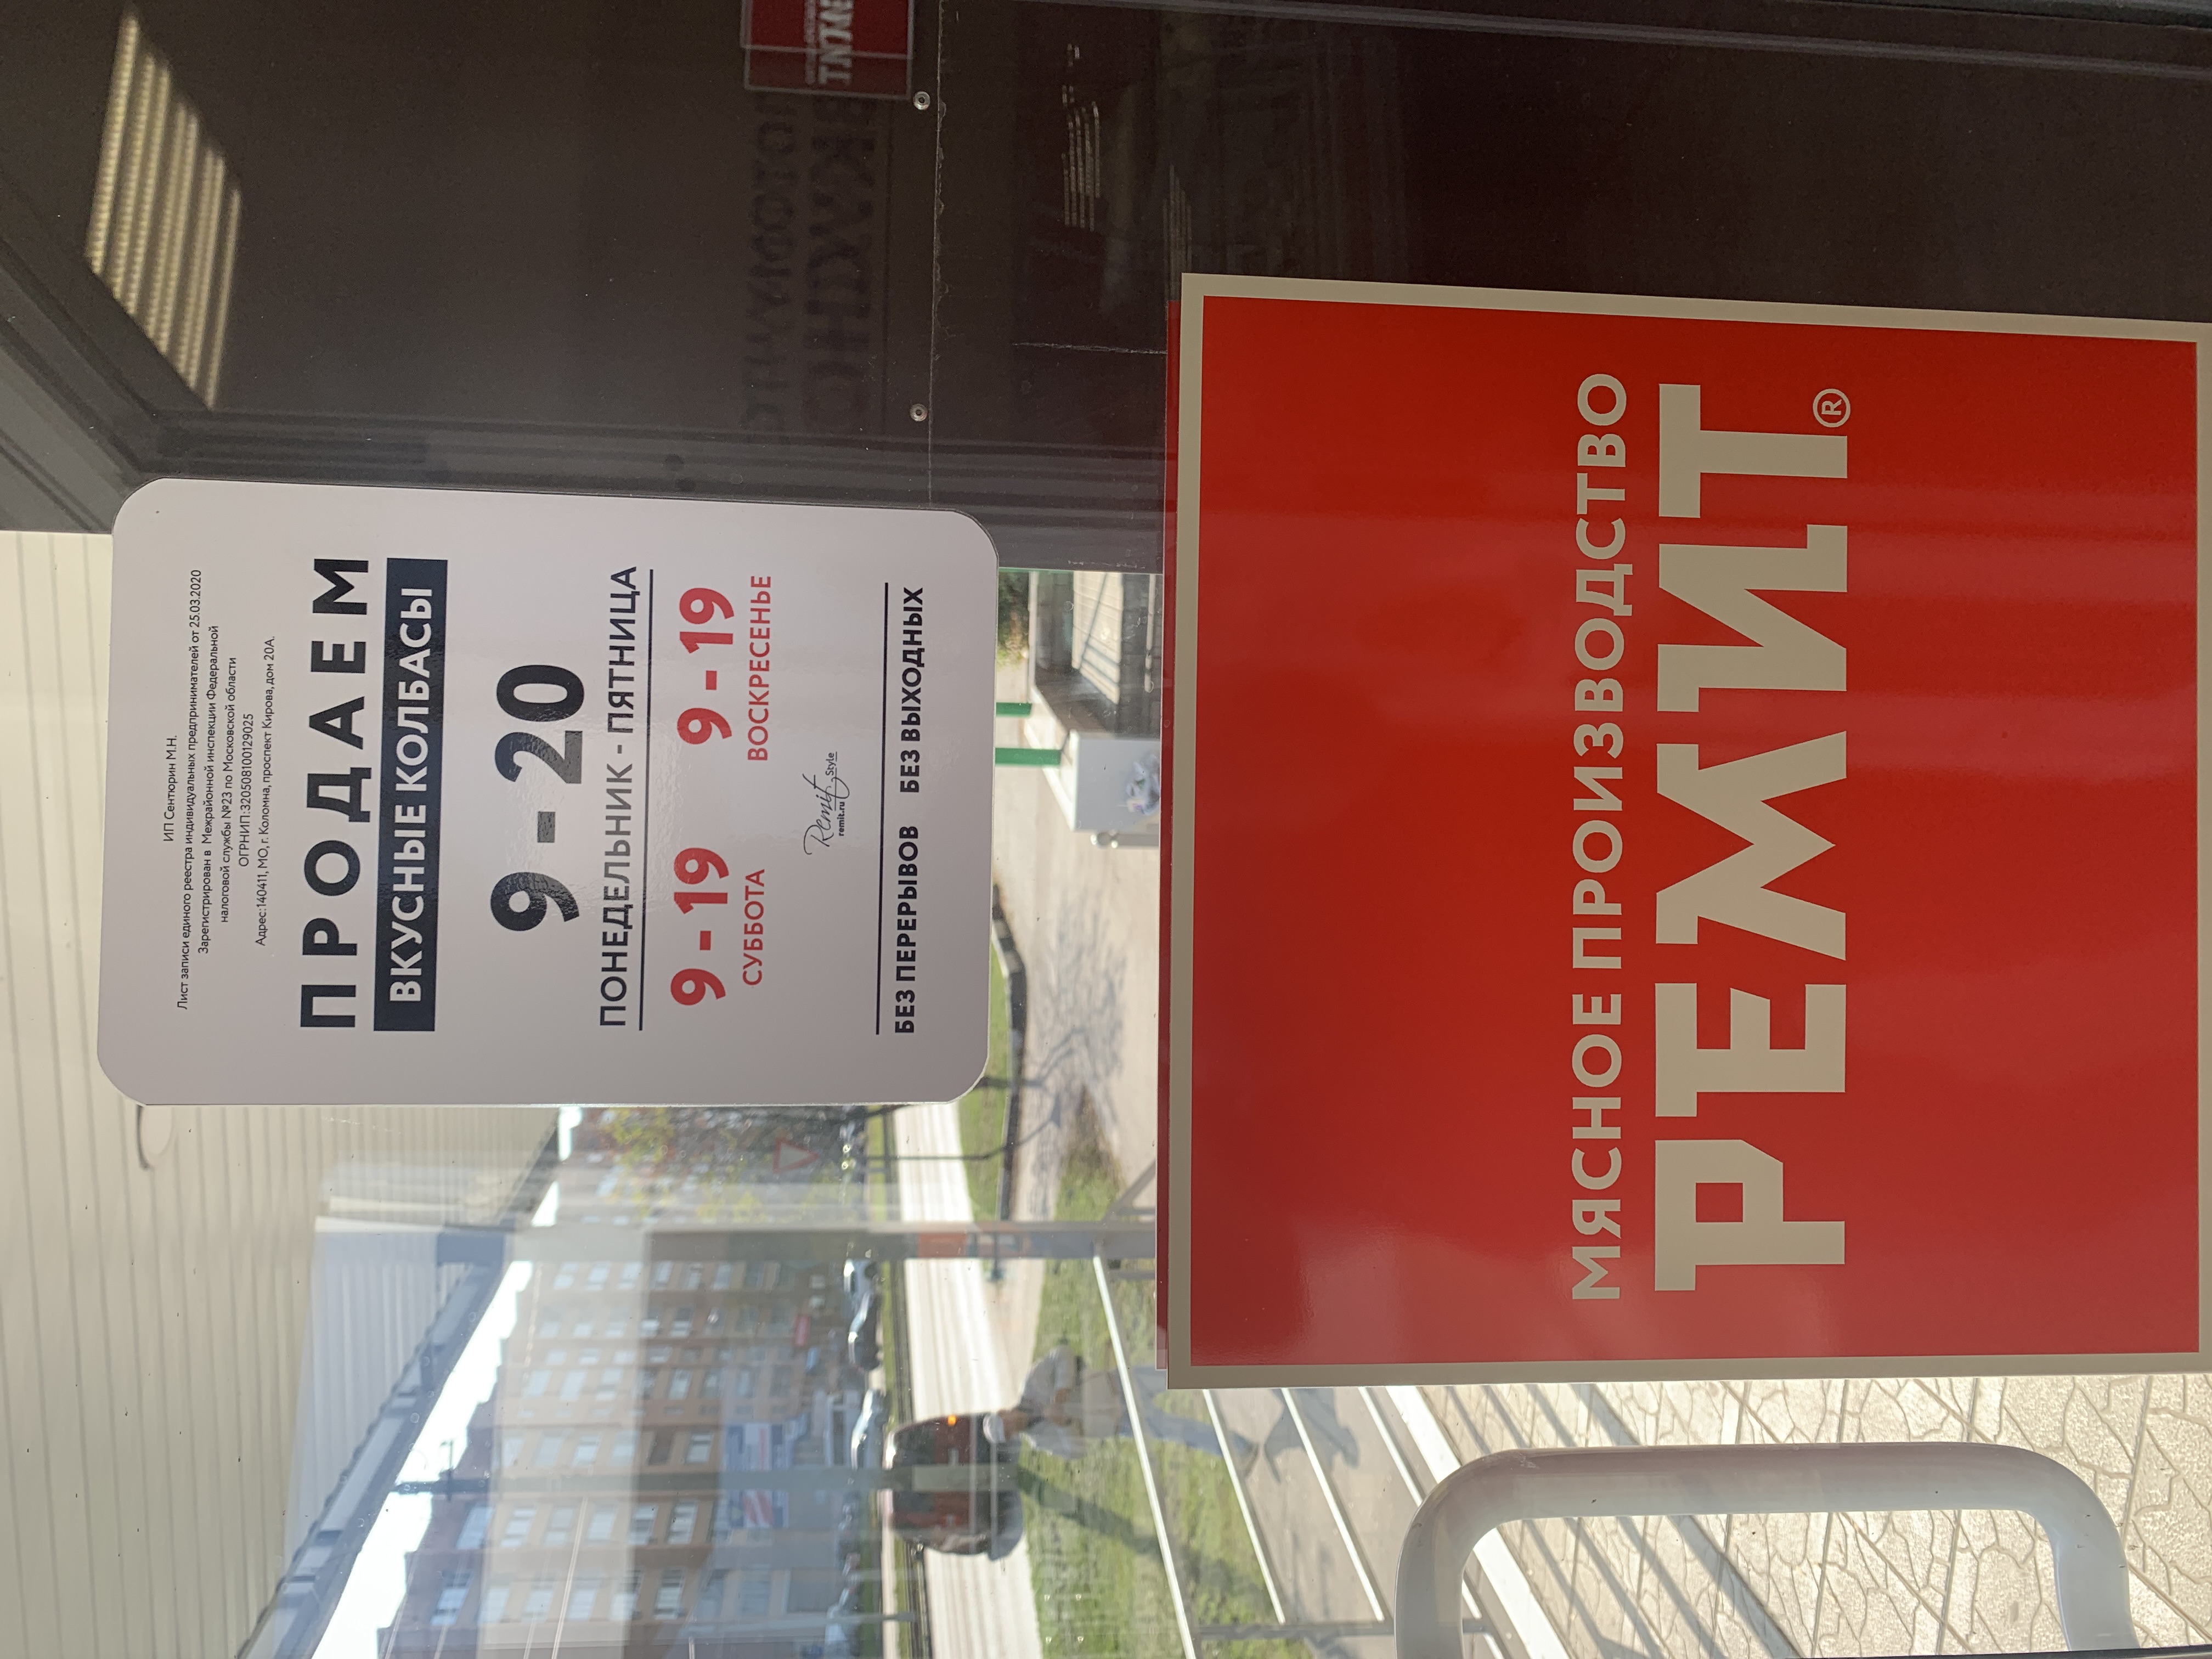 ИП Сентюрин М.Н.
Лист записи единого реестра индивидуальных предпринимателей от 25.03.2020
Зарегистрирован в Межрайонной инспекции Федеральной
налоговой службы №23 по Московской области
ОГРНИП:320508100129025
Адрес:140411, МО, г. Коломна, проспект Кирова, дом 20А.
ПРОДАЕМ
ВКУСНЫЕ КОЛБАСЫ
9 - 20
ПОНЕДЕЛЬНИК - ПЯТНИЦА
9 - 19 9 - 19
СУББОТА ВОСКРЕСЕНЬЕ
Remit Style
remit.ru
БЕЗ ПЕРЕРЫВОВ БЕЗ ВЫХОДНЫХ
МЯСНОЕ ПРОИЗВОДСТВО
РЕМИТ®